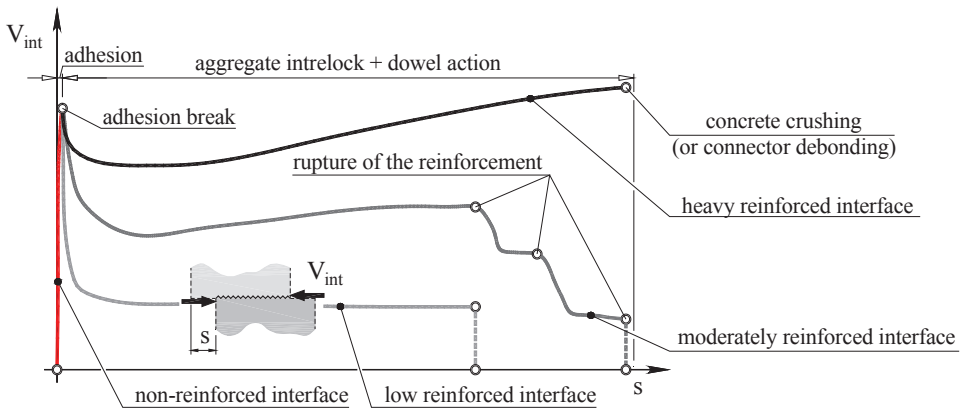 V_int
adhesion
aggregate intrelock + dowel action
adhesion break
concrete crushing
(or connector debonding)
rupture of the reinforcement
heavy reinforced interface
V_int
s
moderately reinforced interface
s
non-reinforced interface
low reinforced interface